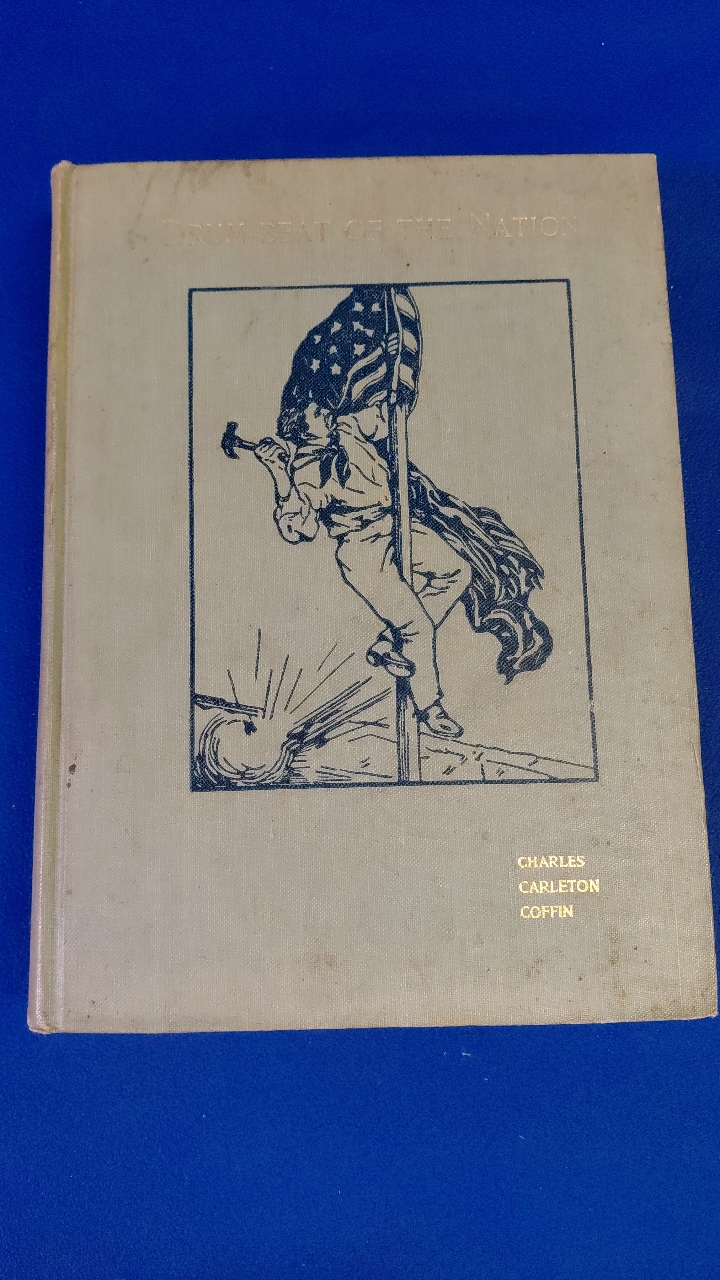 DRUM-BEAT OF THE NATION
CHARLES
CARLETON
COFFIN